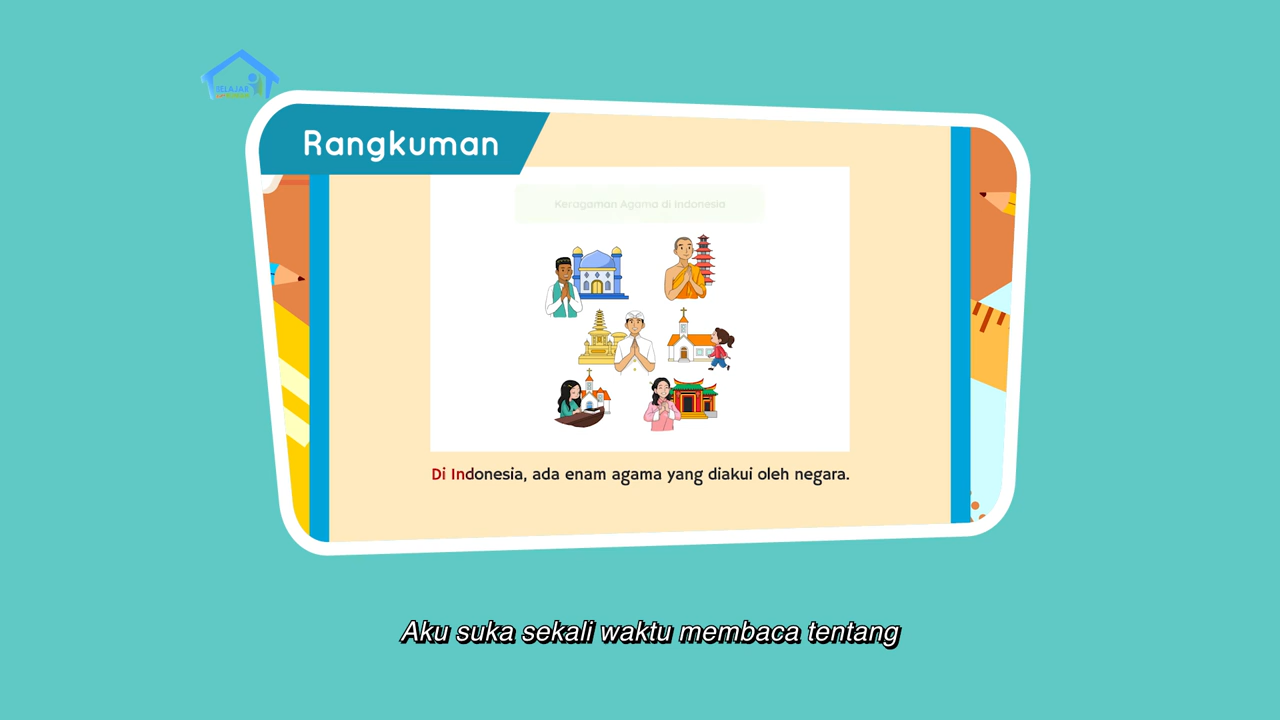 BELAJAR
Rangkuman
Keragaman Agama di Indonesia
Di Indonesia, ada enam agama yang diakui oleh negara.
Aku suka sekali waktu membaca tentang